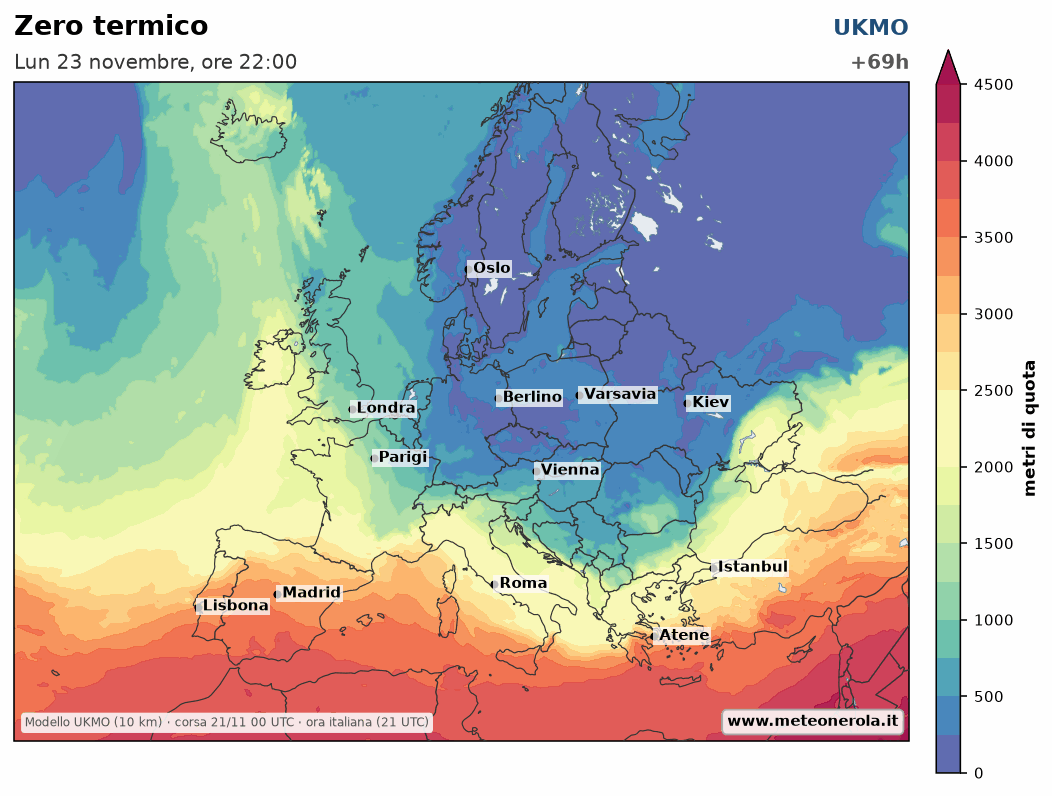 Zero termico
UKMO
Lun 23 novembre, ore 22:00
+69h
Oslo
Londra
Berlino
Varsavia
Kiev
Parigi
Vienna
Istanbul
Roma
Madrid
Lisbona
Atene
Modello UKMO (10 km) · corsa 21/11 00 UTC · ora italiana (21 UTC)
www.meteonerola.it
4500
4000
3500
3000
2500
2000
1500
1000
500
0
metri di quota